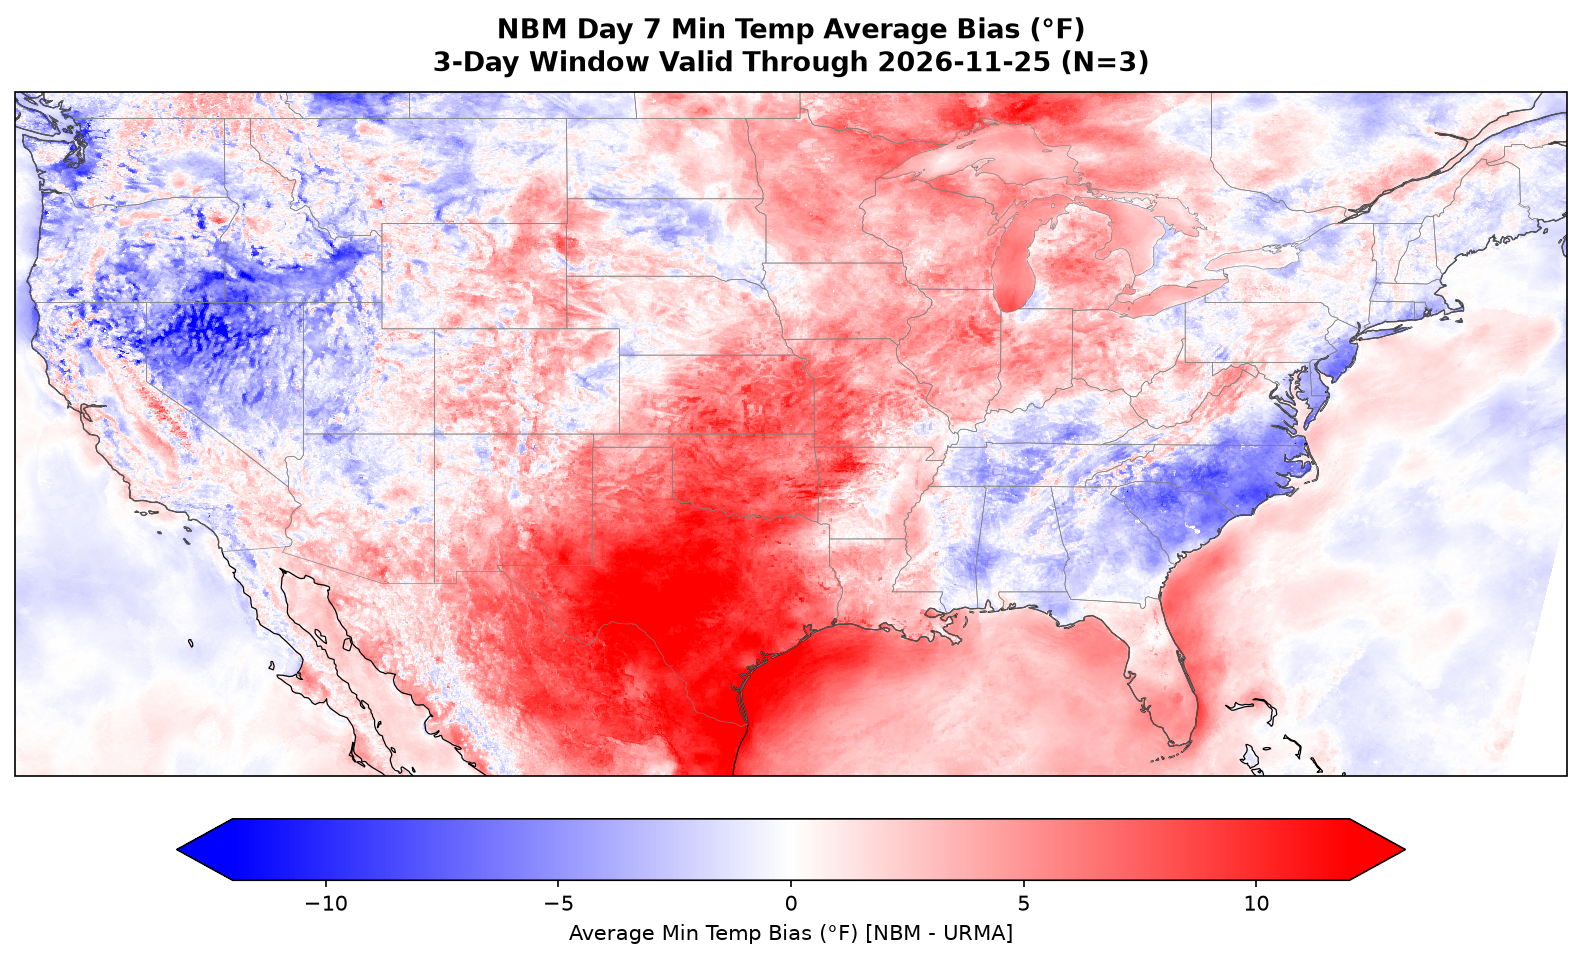 NBM Day 7 Min Temp Average Bias (°F)
3-Day Window Valid Through 2026-11-25 (N=3)
−10 −5 0 5 10
Average Min Temp Bias (°F) [NBM - URMA]